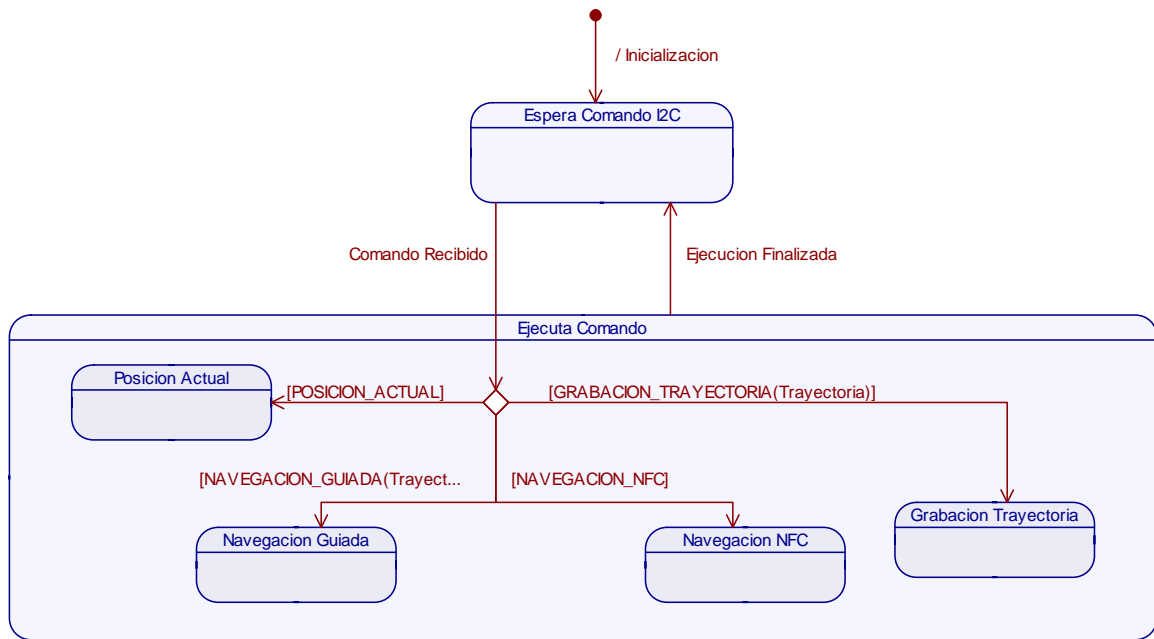 / Inicializacion
Espera Comando I2C
Comando Recibido
Ejecucion Finalizada
Ejecuta Comando
Posicion Actual
[POSICION_ACTUAL]
[GRABACION_TRAYECTORIA(Trayectoria)]
[NAVEGACION_GUIADA(Trayect...
[NAVEGACION_NFC]
Navegacion Guiada
Navegacion NFC
Grabacion Trayectoria